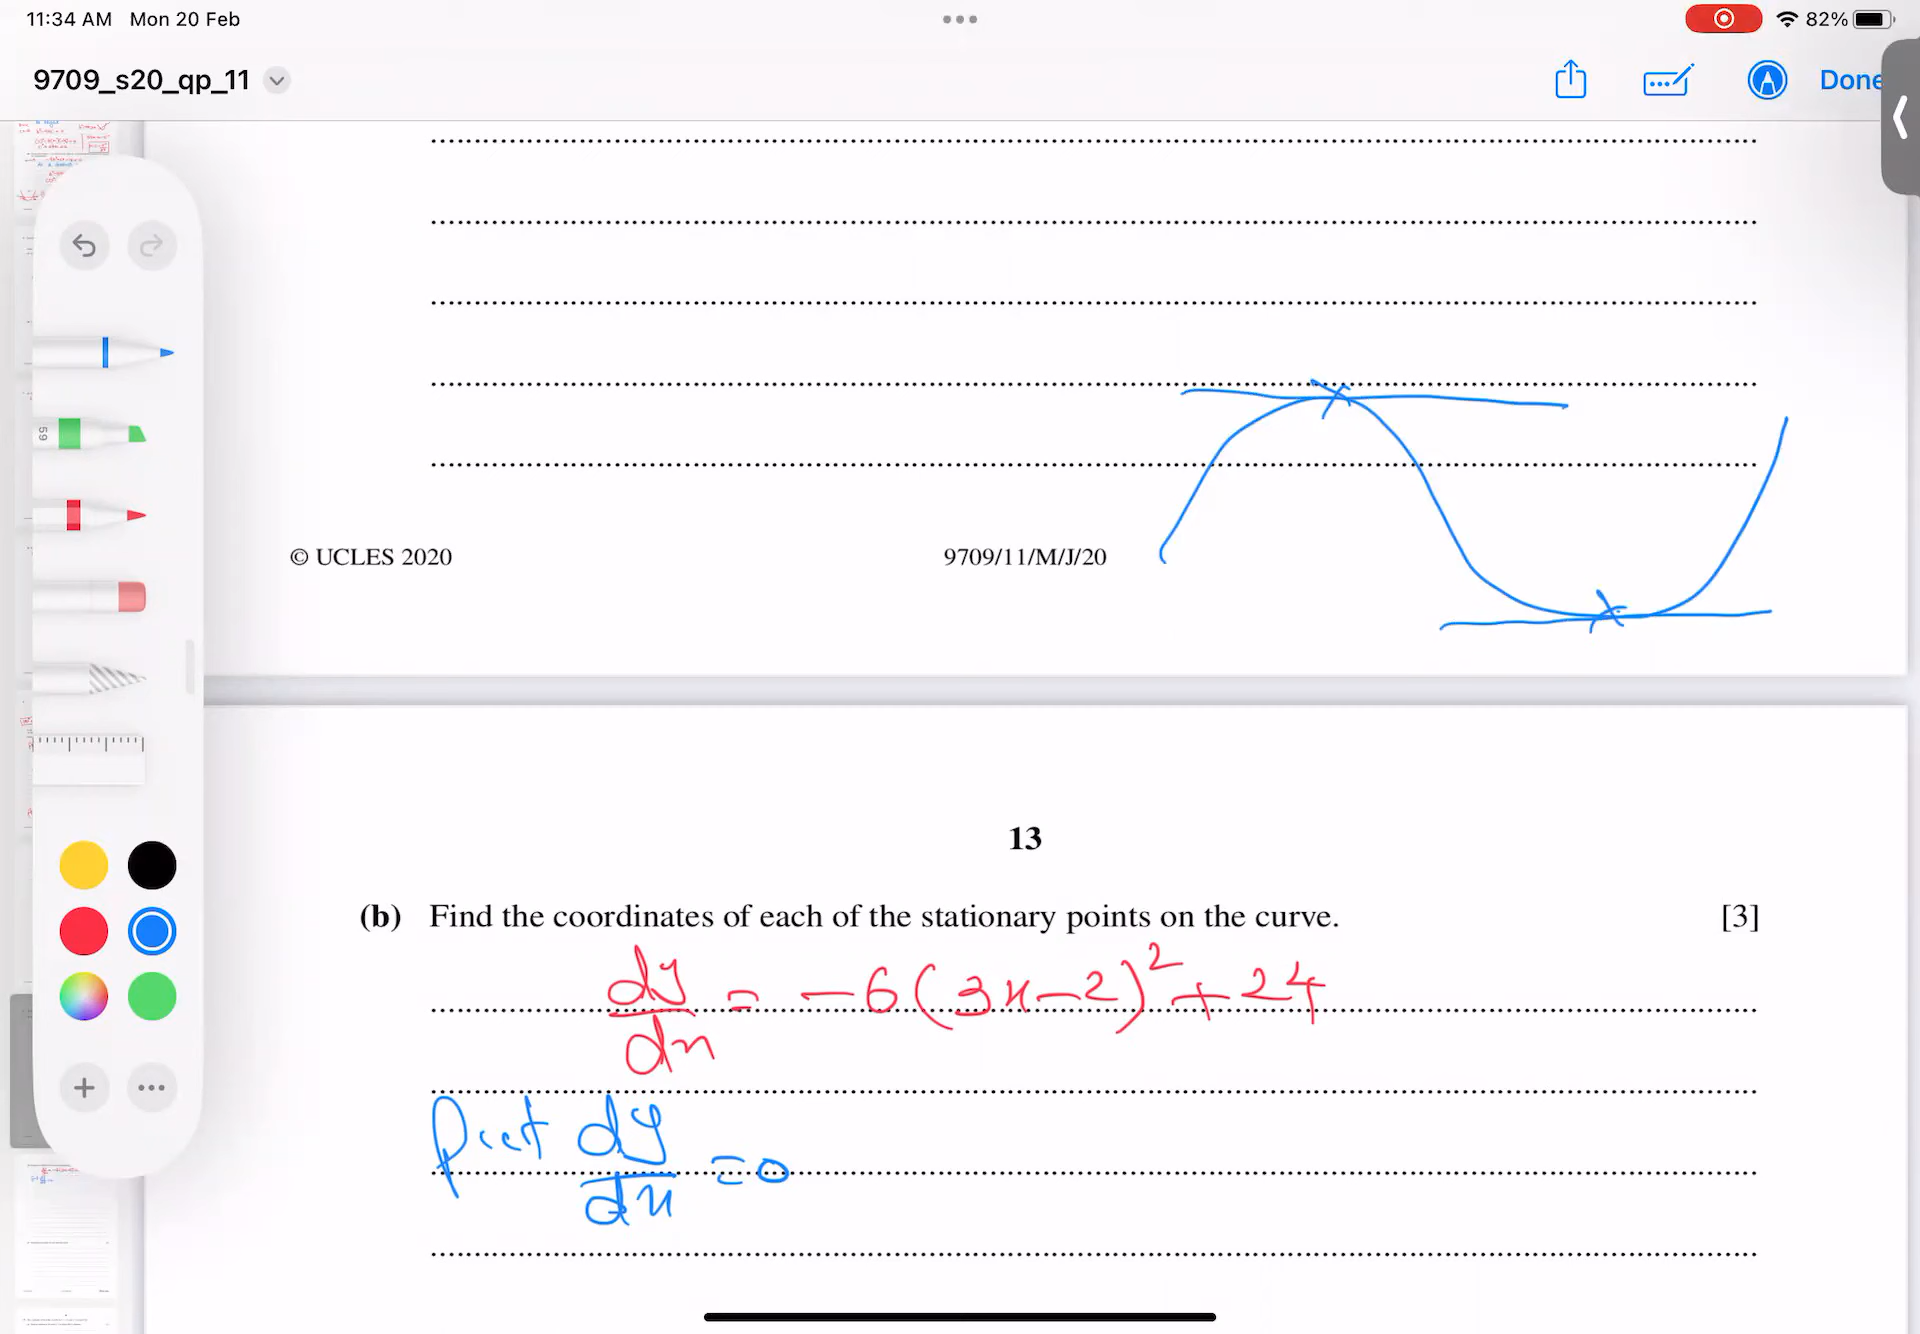 11:34 AM Mon 20 Feb
82%
9709_s20_qp_11
Done
59
© UCLES 2020
9709/11/M/J/20
13
(b) Find the coordinates of each of the stationary points on the curve. [3]
dy/dx = -6(3x-2)² + 24
Put dy/dx = 0